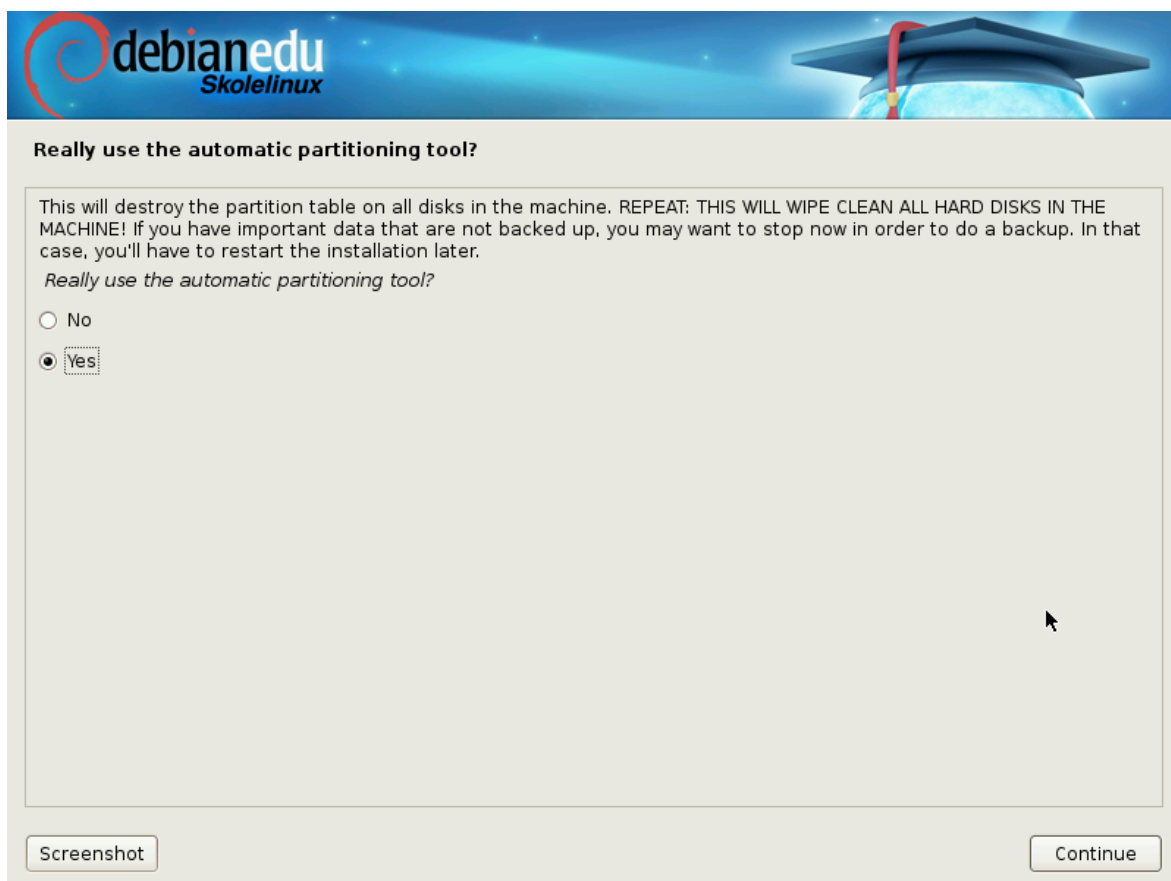 debianedu
Skolelinux
Really use the automatic partitioning tool?
This will destroy the partition table on all disks in the machine. REPEAT: THIS WILL WIPE CLEAN ALL HARD DISKS IN THE
MACHINE! If you have important data that are not backed up, you may want to stop now in order to do a backup. In that
case, you'll have to restart the installation later.
Really use the automatic partitioning tool?
No
Yes
Screenshot
Continue